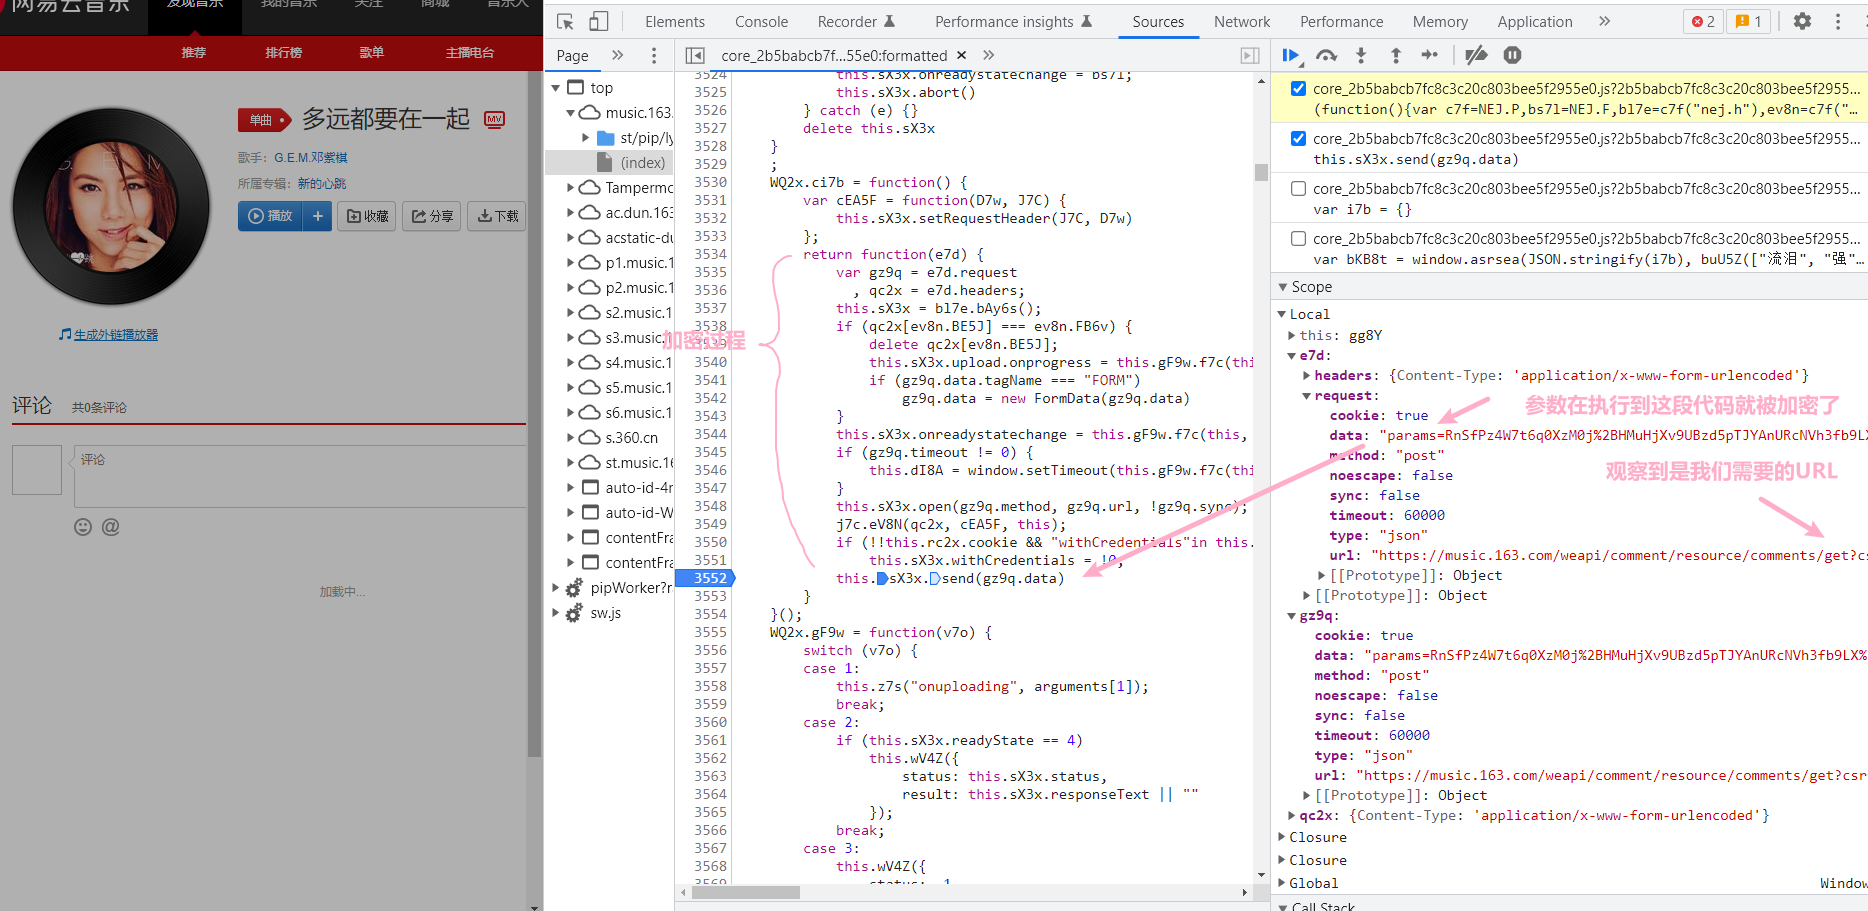 网易云音乐
发现音乐
我的音乐
关注
商城
音乐人
推荐
排行榜
歌单
主播电台
单曲
多远都要在一起
MV
歌手：G.E.M.邓紫棋
所属专辑：新的心跳
播放
+
收藏
分享
下载
生成外链播放器
评论 共0条评论
评论
加载中...
Elements
Console
Recorder
Performance insights
Sources
Network
Performance
Memory
Application
2
1
Page
core_2b5babcb7f...55e0:formatted
top
music.163.
st/pip/ly
(index)
Tampermo
ac.dun.163
acstatic-du
p1.music.1
p2.music.1
s2.music.1
s3.music.1
s4.music.1
s5.music.1
s6.music.1
s.360.cn
st.music.16
auto-id-4r
auto-id-W
contentFra
contentFra
pipWorker?r
sw.js
3524 this.sX3x.onreadystatechange = bs7l;
3525 this.sX3x.abort()
3526 } catch (e) {}
3527 delete this.sX3x
3528 }
3529 ;
3530 WQ2x.ci7b = function() {
3531 var cEA5F = function(D7w, J7C) {
3532 this.sX3x.setRequestHeader(J7C, D7w)
3533 };
3534 return function(e7d) {
3535 var gz9q = e7d.request
3536 , qc2x = e7d.headers;
3537 this.sX3x = bl7e.bAy6s();
3538 if (qc2x[ev8n.BE5J] === ev8n.FB6v) {
3539 delete qc2x[ev8n.BE5J];
3540 this.sX3x.upload.onprogress = this.gF9w.f7c(thi
3541 if (gz9q.data.tagName === "FORM")
3542 gz9q.data = new FormData(gz9q.data)
3543 }
3544 this.sX3x.onreadystatechange = this.gF9w.f7c(this,
3545 if (gz9q.timeout != 0) {
3546 this.dI8A = window.setTimeout(this.gF9w.f7c(thi
3547 }
3548 this.sX3x.open(gz9q.method, gz9q.url, !gz9q.sync);
3549 j7c.eV8N(qc2x, cEA5F, this);
3550 if (!!this.rc2x.cookie && "withCredentials"in this.
3551 this.sX3x.withCredentials = !0;
3552 this.sX3x.send(gz9q.data)
3553 }
3554 }();
3555 WQ2x.gF9w = function(v7o) {
3556 switch (v7o) {
3557 case 1:
3558 this.z7s("onuploading", arguments[1]);
3559 break;
3560 case 2:
3561 if (this.sX3x.readyState == 4)
3562 this.wV4Z({
3563 status: this.sX3x.status,
3564 result: this.sX3x.responseText || ""
3565 });
3566 break;
3567 case 3:
3568 this.wV4Z({
3569 status: -1
加密过程
core_2b5babcb7fc8c3c20c803bee5f2955e0.js?2b5babcb7fc8c3c20c803bee5f2955...
(function(){var c7f=NEJ.P,bs7l=NEJ.F,bl7e=c7f("nej.h"),ev8n=c7f("…
core_2b5babcb7fc8c3c20c803bee5f2955e0.js?2b5babcb7fc8c3c20c803bee5f2955...
this.sX3x.send(gz9q.data)
core_2b5babcb7fc8c3c20c803bee5f2955e0.js?2b5babcb7fc8c3c20c803bee5f2955...
var i7b = {}
core_2b5babcb7fc8c3c20c803bee5f2955e0.js?2b5babcb7fc8c3c20c803bee5f2955...
var bKB8t = window.asrsea(JSON.stringify(i7b), buU5Z(["流泪", "强"…
Scope
Local
this: gg8Y
e7d:
headers: {Content-Type: 'application/x-www-form-urlencoded'}
request:
cookie: true
参数在执行到这段代码就被加密了
data: "params=RnSfPz4W7t6q0XzM0j%2BHMuHjXv9UBzd5pTJYAnURcNVh3fb9LX
method: "post"
观察到是我们需要的URL
noescape: false
sync: false
timeout: 60000
type: "json"
url: "https://music.163.com/weapi/comment/resource/comments/get?cs
[[Prototype]]: Object
[[Prototype]]: Object
gz9q:
cookie: true
data: "params=RnSfPz4W7t6q0XzM0j%2BHMuHjXv9UBzd5pTJYAnURcNVh3fb9LX%
method: "post"
noescape: false
sync: false
timeout: 60000
type: "json"
url: "https://music.163.com/weapi/comment/resource/comments/get?csr
[[Prototype]]: Object
qc2x: {Content-Type: 'application/x-www-form-urlencoded'}
Closure
Closure
Global Window
Call Stack